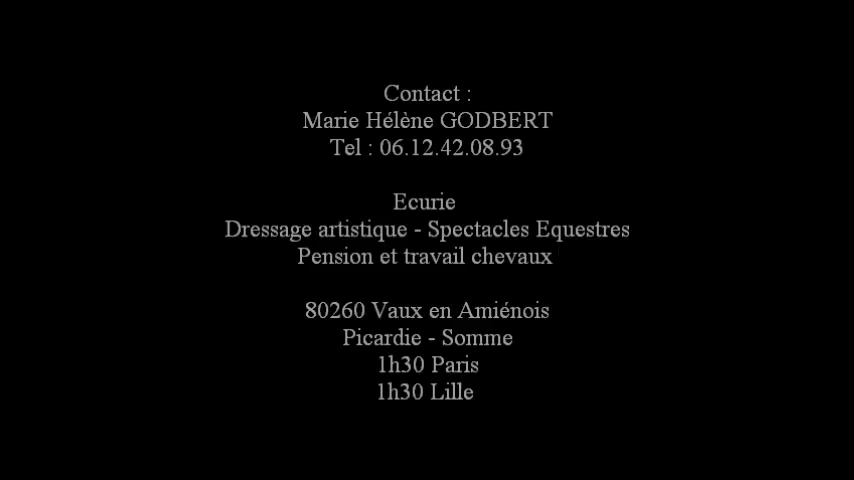 Contact :
Marie Hélène GODBERT
Tel : 06.12.42.08.93
Ecurie
Dressage artistique - Spectacles Equestres
Pension et travail chevaux
80260 Vaux en Amiénois
Picardie - Somme
1h30 Paris
1h30 Lille